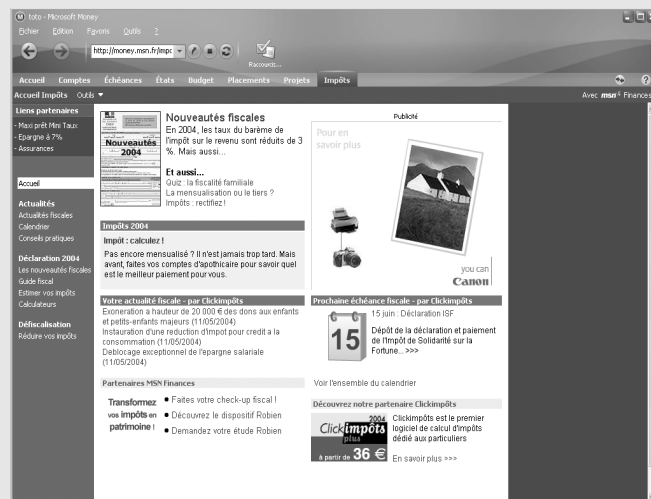 toto - Microsoft Money
Fichier Edition Favoris Outils ?
http://money.msn.fr/impc
Raccourcis...
Accueil Comptes Échéances États Budget Placements Projets Impôts
Accueil Impôts Outils
Avec msn Finances
Liens partenaires
- Maxi prêt Mini Taux
- Epargne à 7%
- Assurances
Accueil
Actualités
Actualités fiscales
Calendrier
Conseils pratiques
Déclaration 2004
Les nouveautés fiscales
Guide fiscal
Estimer vos impôts
Calculateurs
Défiscalisation
Réduire vos impôts
Nouveautés
2004
Nouveautés fiscales
En 2004, les taux du barème de
l'impôt sur le revenu sont réduits de 3
%. Mais aussi...
Et aussi...
Quiz : la fiscalité familiale
La mensualisation ou le tiers ?
Impôts : rectifiez !
Impôts 2004
Impôt : calculez !
Pas encore mensualisé ? Il n'est jamais trop tard. Mais
avant, faites vos comptes d'apothicaire pour savoir quel
est le meilleur paiement pour vous.
Votre actualité fiscale - par Clickimpôts
Exoneration a hauteur de 20 000 € des dons aux enfants
et petits-enfants majeurs (11/05/2004)
Instauration d'une reduction d'impot pour credit a la
consommation (11/05/2004)
Deblocage exceptionnel de l'epargne salariale
(11/05/2004)
Partenaires MSN Finances
Transformez
vos impôts en
patrimoine !
• Faites votre check-up fiscal !
• Découvrez le dispositif Robien
• Demandez votre étude Robien
Publicité
Pour en
savoir plus
you can
Canon
Prochaine échéance fiscale - par Clickimpôts
15
15 juin : Déclaration ISF
Dépôt de la déclaration et paiement
de l'Impôt de Solidarité sur la
Fortune... >>>
Voir l'ensemble du calendrier
Découvrez notre partenaire Clickimpôts
2004
Click impôts
plus
à partir de 36 €
Clickimpôts est le premier
logiciel de calcul d'impôts
dédié aux particuliers
En savoir plus >>>